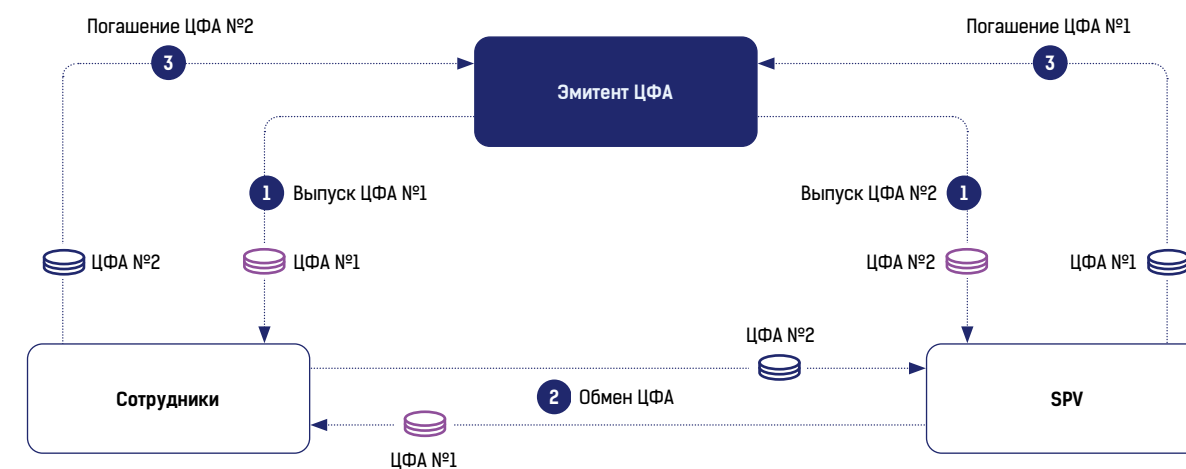 Погашение ЦФА №2
Погашение ЦФА №1
3
3
Эмитент ЦФА
1
Выпуск ЦФА №1
Выпуск ЦФА №2
1
ЦФА №2
ЦФА №1
ЦФА №2
ЦФА №1
ЦФА №2
Сотрудники
2
Обмен ЦФА
SPV
ЦФА №1